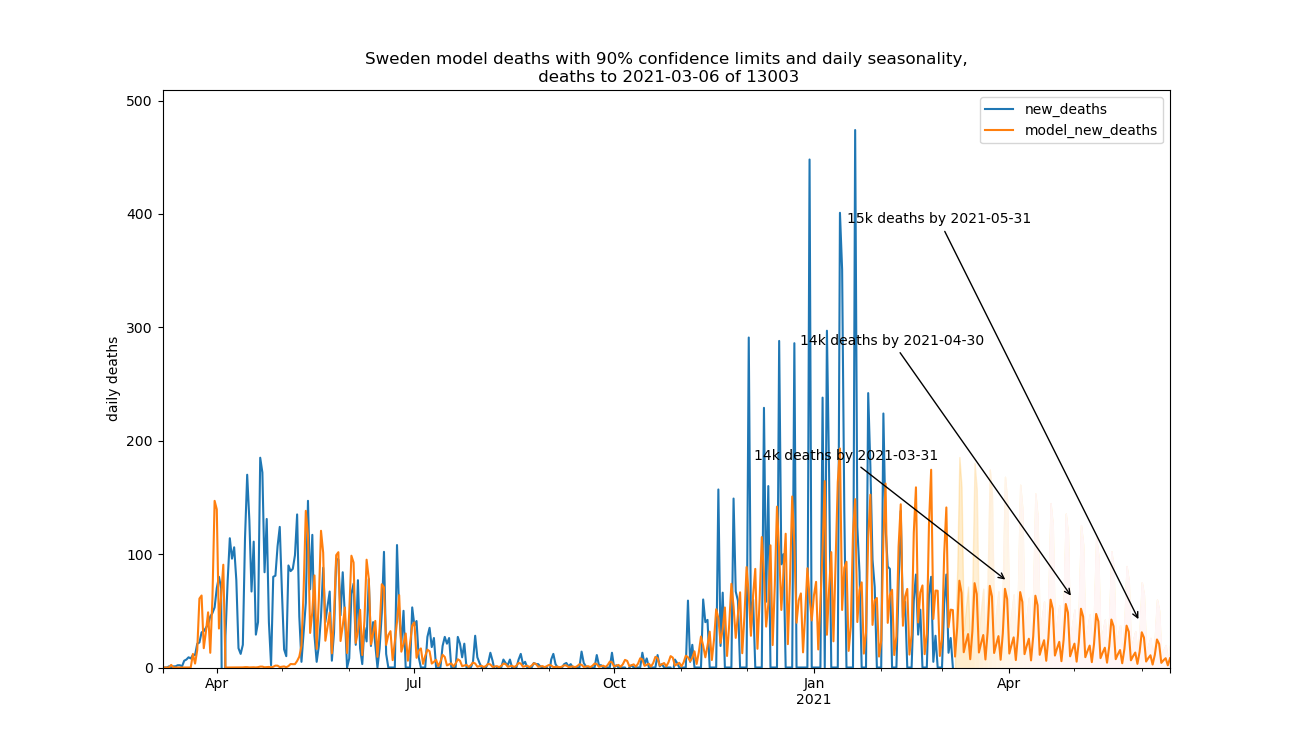 Sweden model deaths with 90% confidence limits and daily seasonality,
deaths to 2021-03-06 of 13003
new_deaths
model_new_deaths
500
400
300
200
100
0
daily deaths
15k deaths by 2021-05-31
14k deaths by 2021-04-30
14k deaths by 2021-03-31
Apr
Jul
Oct
Jan
2021
Apr